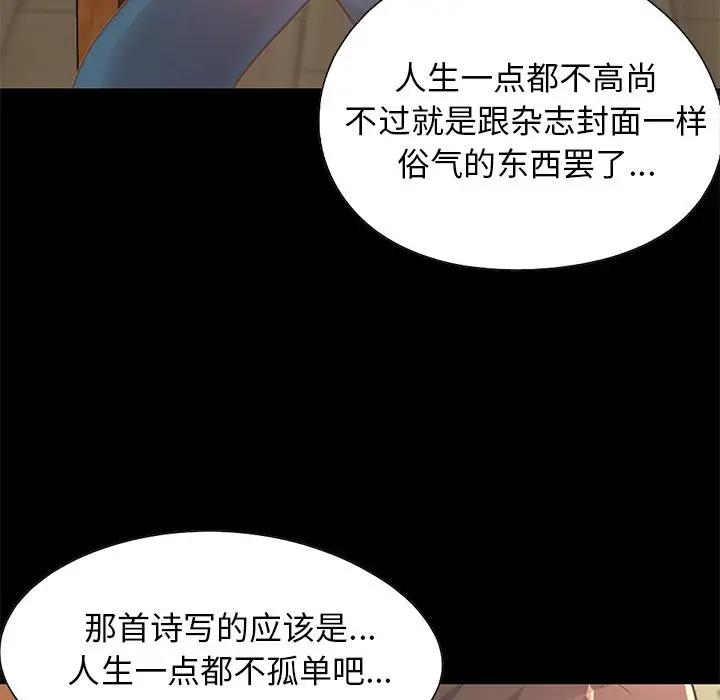 人生一点都不高尚
不过就是跟杂志封面一样
俗气的东西罢了...
那首诗写的应该是...
人生一点都不孤单吧...